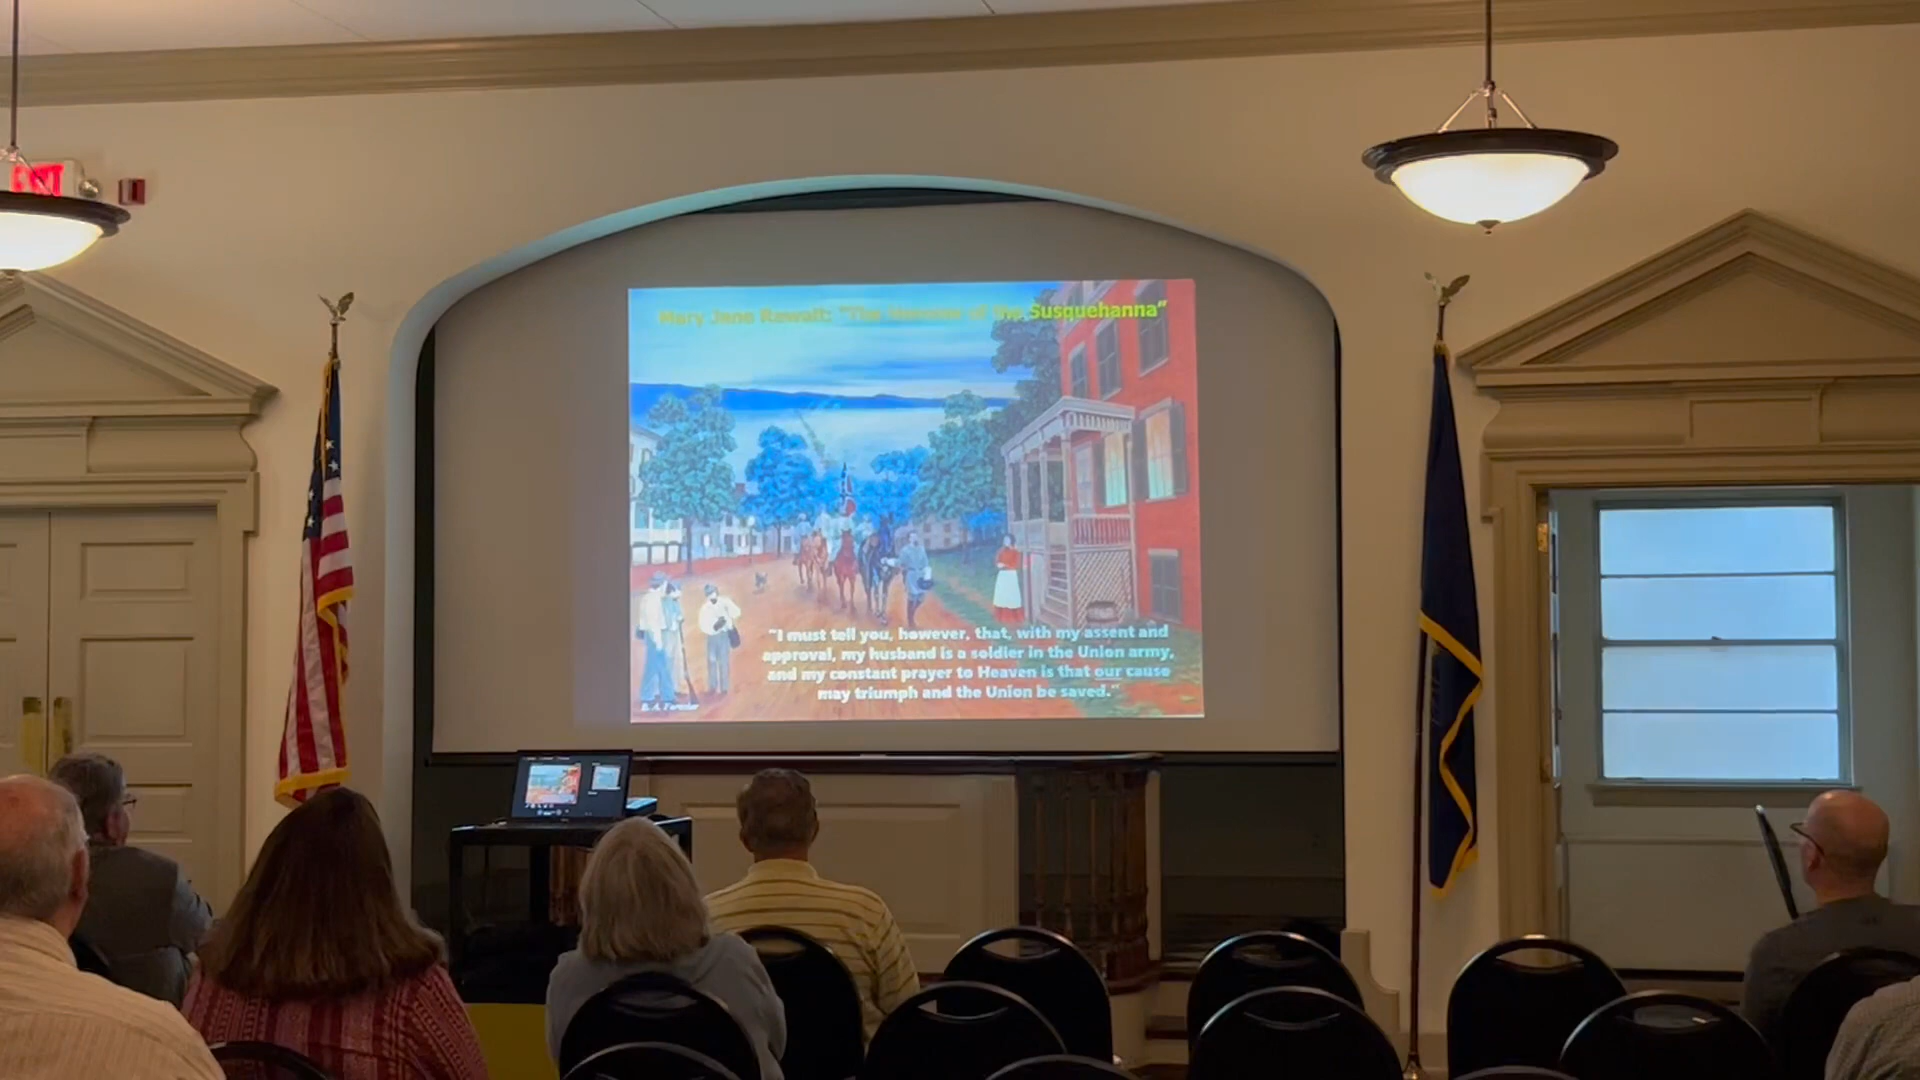 EXIT
Mary Jane Rewalt: "The Heroine of the Susquehanna"
"I must tell you, however, that, with my assent and
approval, my husband is a soldier in the Union army,
and my constant prayer to Heaven is that our cause
may triumph and the Union be saved."